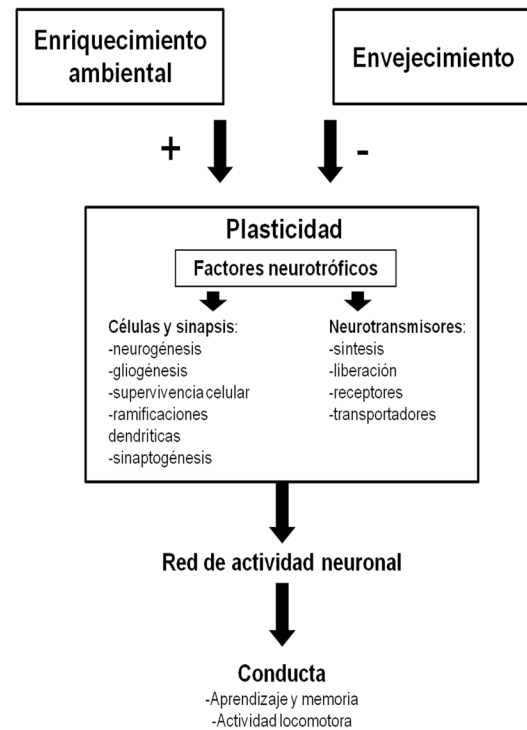 Enriquecimiento
ambiental
Envejecimiento
+
-
Plasticidad
Factores neurotróficos
Células y sinapsis:
-neurogénesis
-gliogénesis
-supervivencia celular
-ramificaciones
dendríticas
-sinaptogénesis
Neurotransmisores:
-síntesis
-liberación
-receptores
-transportadores
Red de actividad neuronal
Conducta
-Aprendizaje y memoria
-Actividad locomotora